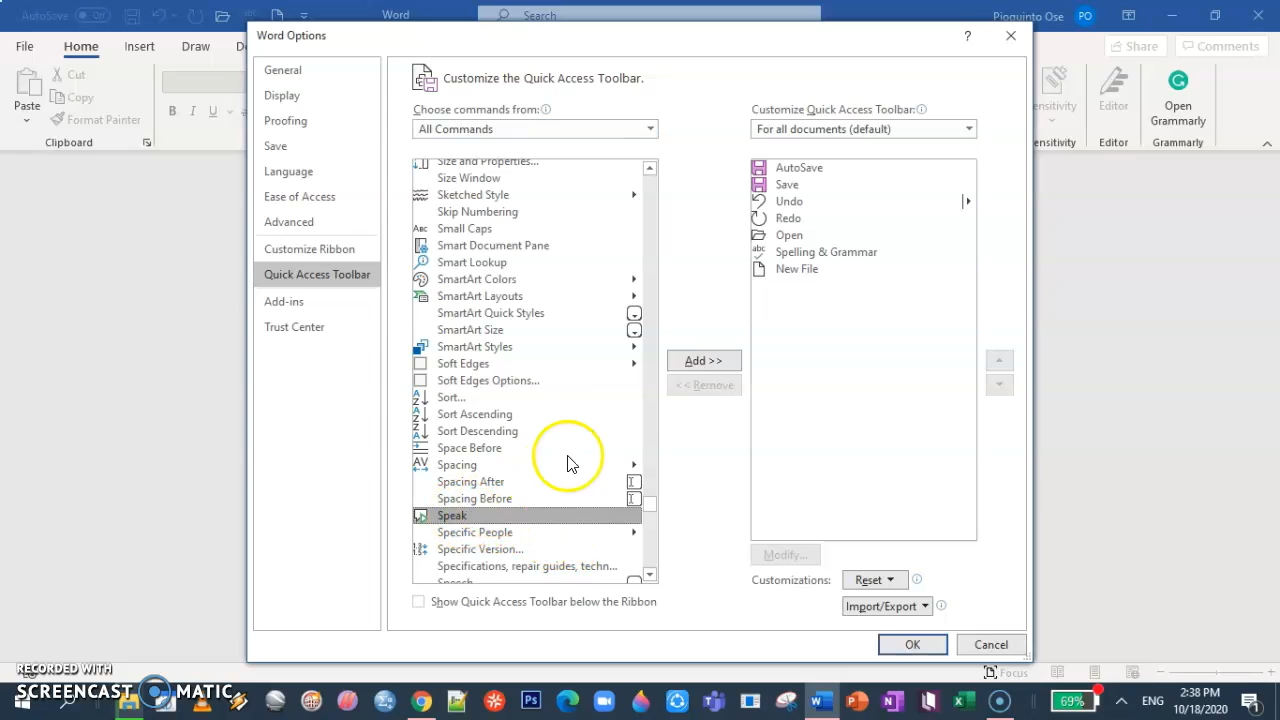 AutoSave Off
Word
Search
Pioquinto Ose PO
File Home Insert Draw
Share Comments
Paste
Cut
Copy
Format Painter
Clipboard
B I U
Editor
Editor
Open
Grammarly
Grammarly
Word Options
?
General
Display
Proofing
Save
Language
Ease of Access
Advanced
Customize Ribbon
Quick Access Toolbar
Add-ins
Trust Center
Customize the Quick Access Toolbar.
Choose commands from:
All Commands
Size and Properties...
Size Window
Sketched Style
Skip Numbering
Small Caps
Smart Document Pane
Smart Lookup
SmartArt Colors
SmartArt Layouts
SmartArt Quick Styles
SmartArt Size
SmartArt Styles
Soft Edges
Soft Edges Options...
Sort...
Sort Ascending
Sort Descending
Space Before
Spacing
Spacing After
Spacing Before
Speak
Specific People
Specific Version...
Specifications, repair guides, techn...
Speech
Show Quick Access Toolbar below the Ribbon
Add >>
<< Remove
Customize Quick Access Toolbar:
For all documents (default)
AutoSave
Save
Undo
Redo
Open
Spelling & Grammar
New File
Modify...
Customizations:
Reset
Import/Export
OK
Cancel
Focus
RECORDED WITH
SCREENCAST MATIC
69%
ENG
2:38 PM
10/18/2020
1